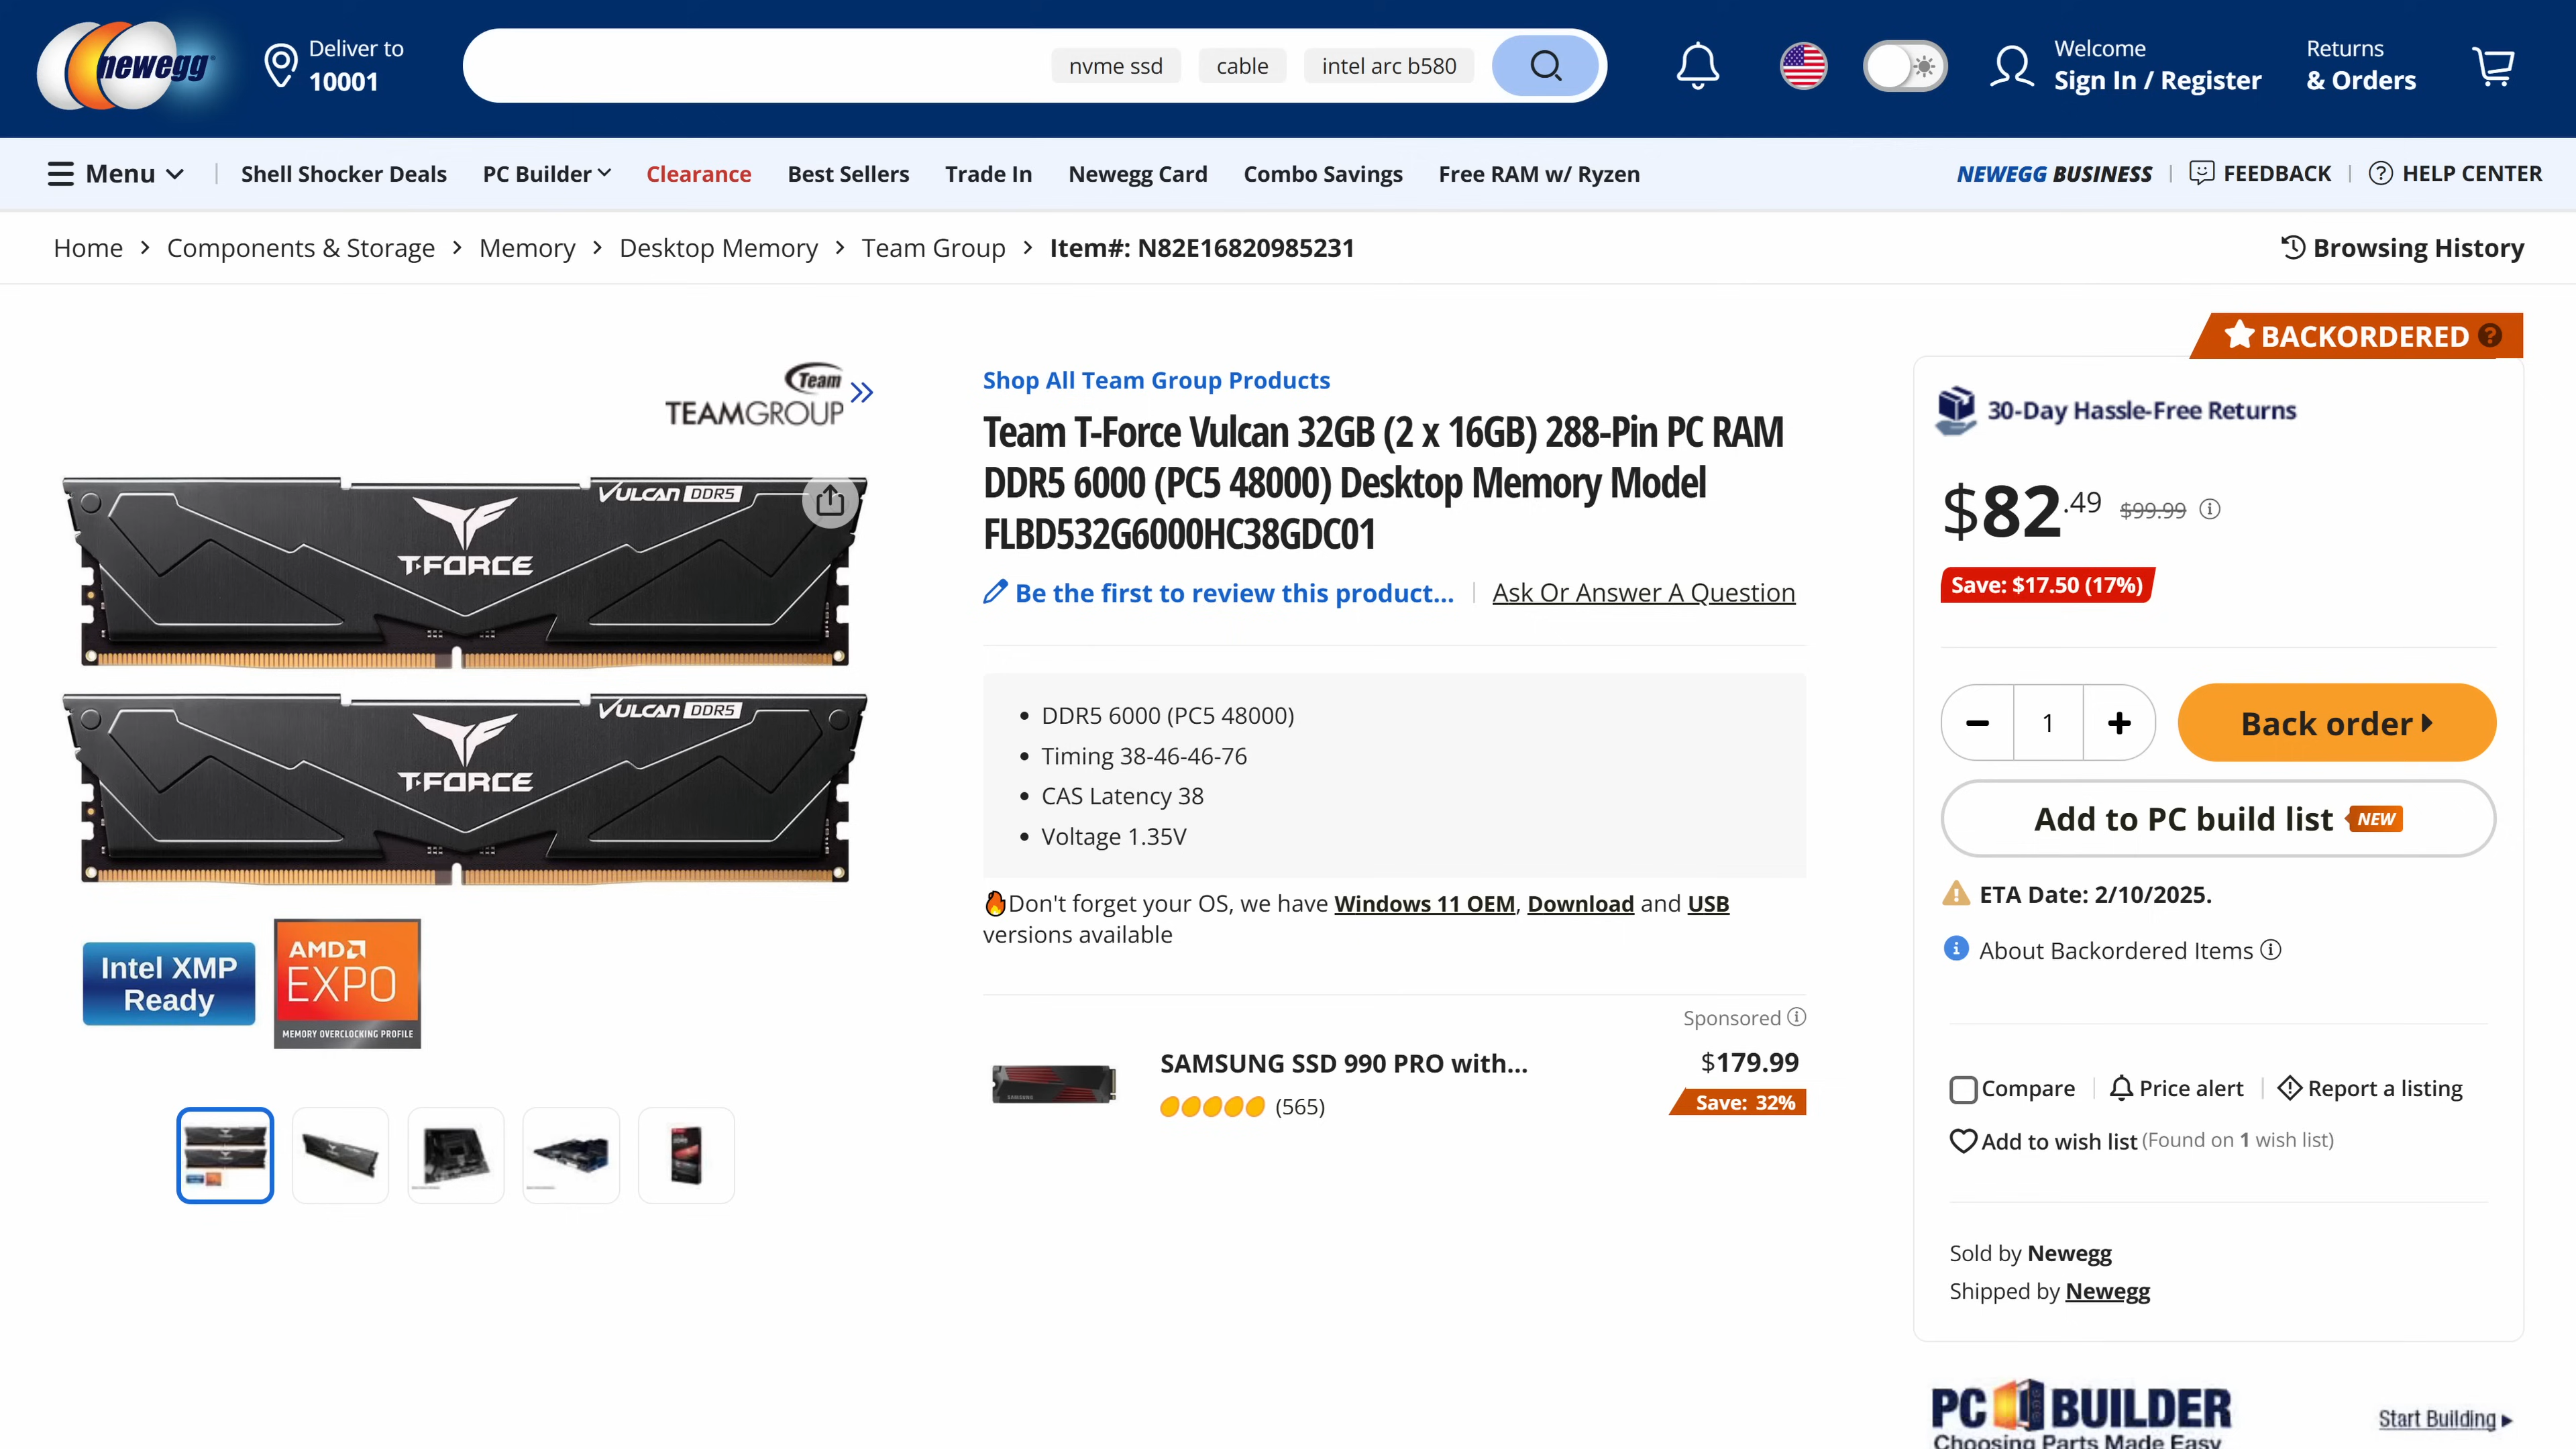 newegg
Deliver to
10001
nvme ssd
cable
intel arc b580
Welcome
Sign In / Register
Returns
& Orders
Menu
Shell Shocker Deals
PC Builder
Clearance
Best Sellers
Trade In
Newegg Card
Combo Savings
Free RAM w/ Ryzen
NEWEGG BUSINESS
FEEDBACK
HELP CENTER
Home > Components & Storage > Memory > Desktop Memory > Team Group > Item#: N82E16820985231
Browsing History
Team
TEAMGROUP
VULCAN DDR5
T-FORCE
VULCAN DDR5
T-FORCE
Intel XMP
Ready
AMD
EXPO
MEMORY OVERCLOCKING PROFILE
Shop All Team Group Products
Team T-Force Vulcan 32GB (2 x 16GB) 288-Pin PC RAM
DDR5 6000 (PC5 48000) Desktop Memory Model
FLBD532G6000HC38GDC01
Be the first to review this product...
Ask Or Answer A Question
• DDR5 6000 (PC5 48000)
• Timing 38-46-46-76
• CAS Latency 38
• Voltage 1.35V
🔥Don't forget your OS, we have Windows 11 OEM, Download and USB
versions available
Sponsored
SAMSUNG SSD 990 PRO with...
(565)
$179.99
Save: 32%
BACKORDERED
30-Day Hassle-Free Returns
$82.49 $99.99
Save: $17.50 (17%)
1
Back order
Add to PC build list NEW
ETA Date: 2/10/2025.
About Backordered Items
Compare
Price alert
Report a listing
Add to wish list (Found on 1 wish list)
Sold by Newegg
Shipped by Newegg
PC BUILDER
Choosing Parts Made Easy
Start Building